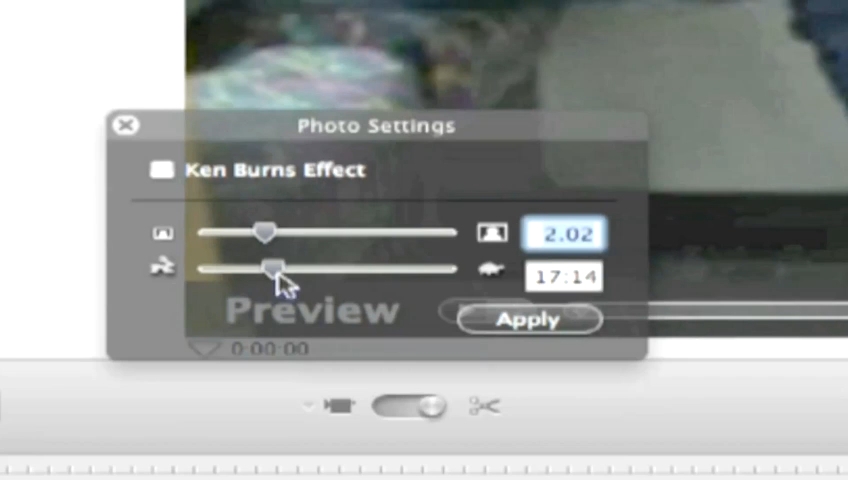 Photo Settings
Ken Burns Effect
2.02
17:14
Preview
Apply
0:00:00